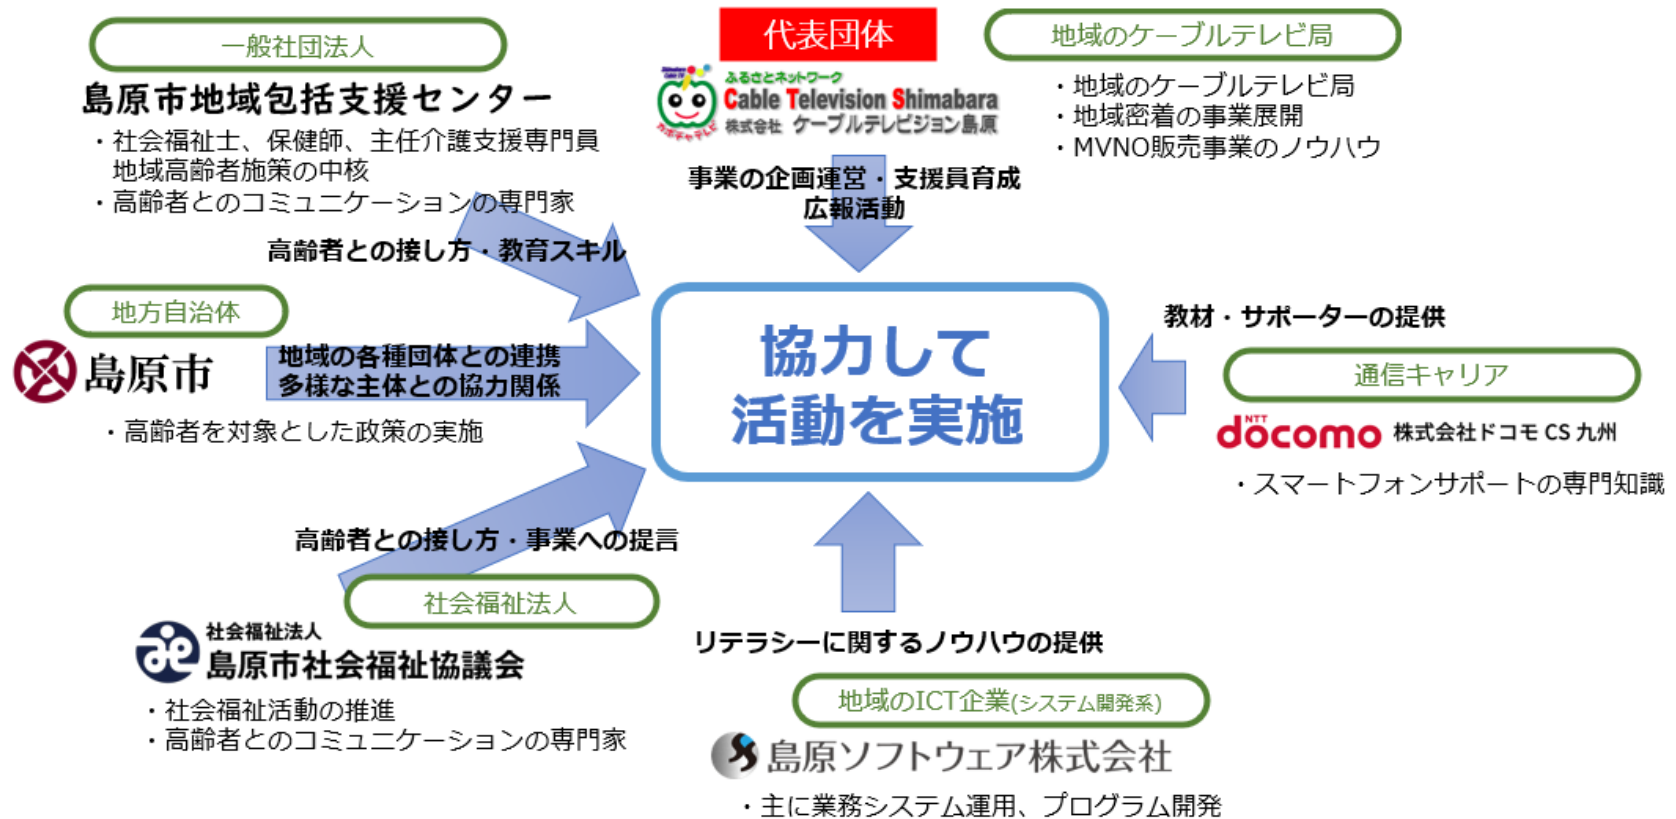 一般社団法人
島原市地域包括支援センター
・社会福祉士、保健師、主任介護支援専門員
地域高齢者施策の中核
・高齢者とのコミュニケーションの専門家
高齢者との接し方・教育スキル
代表団体
Shimabara Cable TV
カボチャテレビ
ふるさとネットワーク
Cable Television Shimabara
株式会社 ケーブルテレビジョン島原
事業の企画運営・支援員育成
広報活動
地域のケーブルテレビ局
・地域のケーブルテレビ局
・地域密着の事業展開
・MVNO販売事業のノウハウ
地方自治体
島原市
地域の各種団体との連携
多様な主体との協力関係
・高齢者を対象とした政策の実施
協力して
活動を実施
教材・サポーターの提供
通信キャリア
NTT
docomo 株式会社ドコモCS九州
・スマートフォンサポートの専門知識
高齢者との接し方・事業への提言
社会福祉法人
社会福祉法人
島原市社会福祉協議会
・社会福祉活動の推進
・高齢者とのコミュニケーションの専門家
リテラシーに関するノウハウの提供
地域のICT企業(システム開発系)
島原ソフトウェア株式会社
・主に業務システム運用、プログラム開発